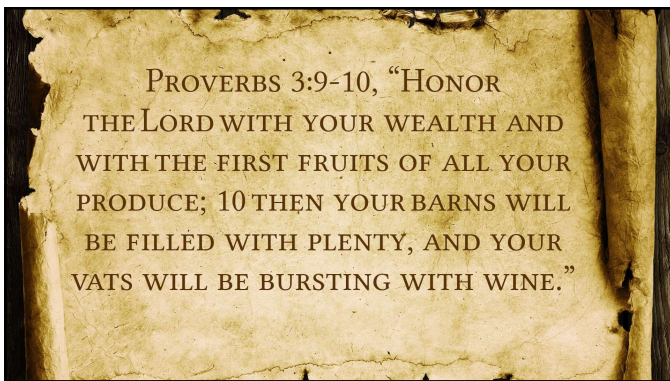 Proverbs 3:9-10, “Honor
the Lord with your wealth and
with the first fruits of all your
produce; 10 then your barns will
be filled with plenty, and your
vats will be bursting with wine.”